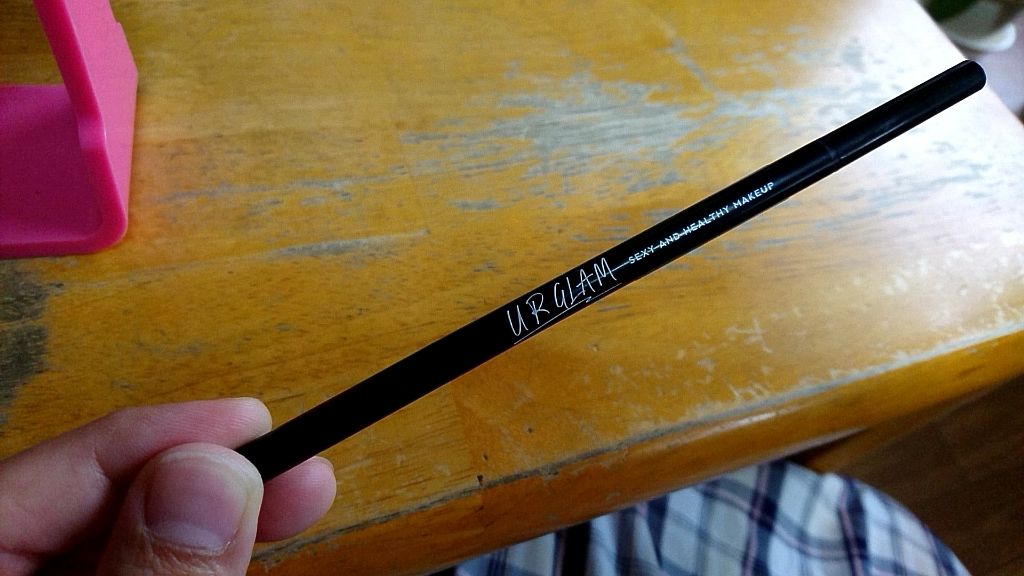 UR GLAM SEXY AND HEALTHY MAKEUP